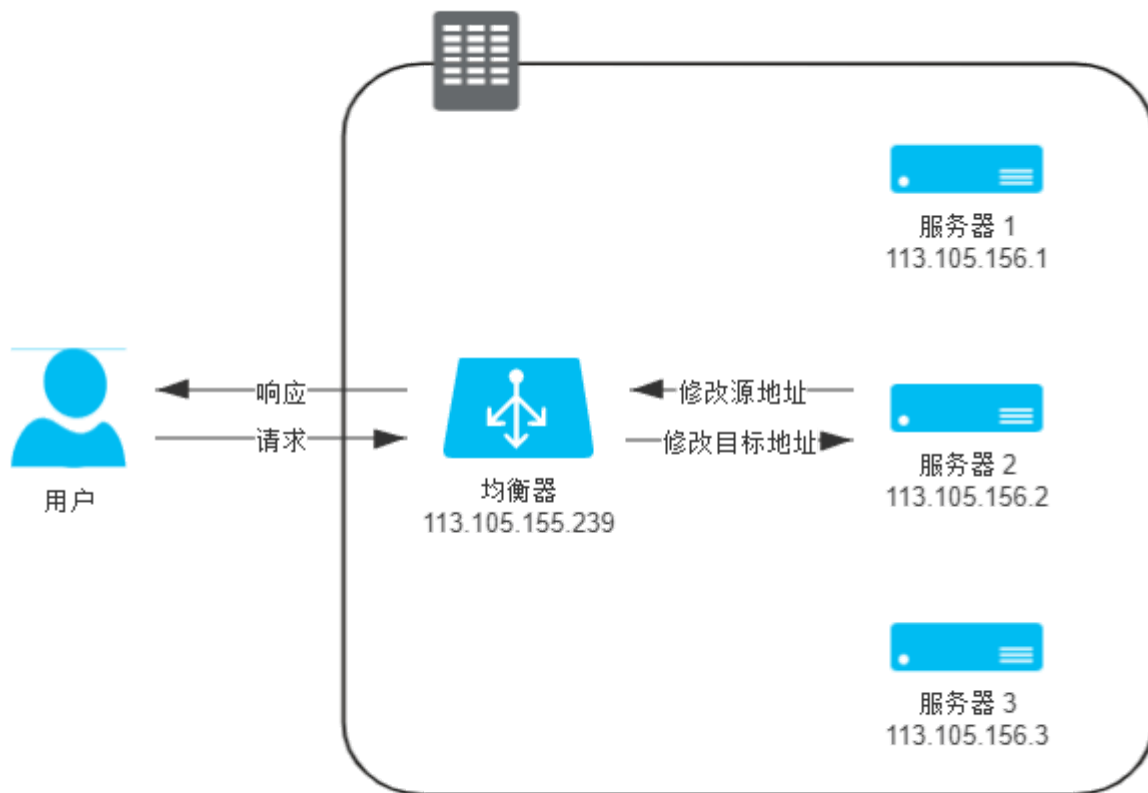 服务器 1
113.105.156.1
响应
修改源地址
请求
修改目标地址
用户
均衡器
113.105.155.239
服务器 2
113.105.156.2
服务器 3
113.105.156.3